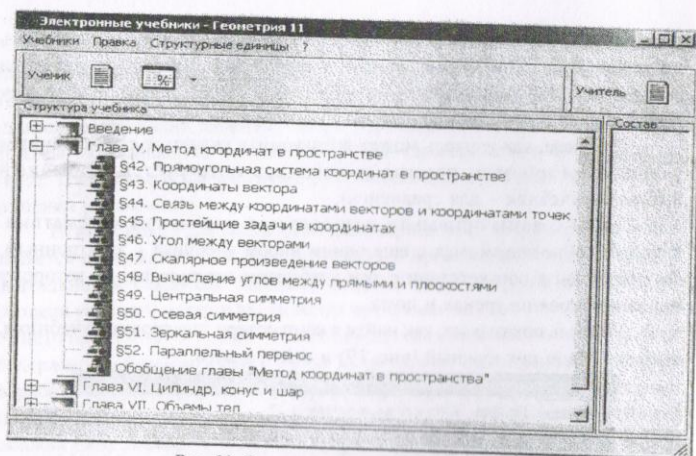 Электронные учебники - Геометрия 11
Учебники Правка Структурные единицы ?
Ученик
Учитель
Структура учебника
Состав
Введение
Глава V. Метод координат в пространстве
§42. Прямоугольная система координат в пространстве
§43. Координаты вектора
§44. Связь между координатами векторов и координатами точек
§45. Простейщие задачи в координатах
§46. Угол между векторами
§47. Скалярное произведение векторов
§48. Вычисление углов между прямыми и плоскостями
§49. Центральная симметрия
§50. Осевая симметрия
§51. Зеркальная симметрия
§52. Параллельный перенос
Обобщение главы "Метод координат в пространства"
Глава VI. Цилиндр, конус и шар
Глава VII. Объемы тел